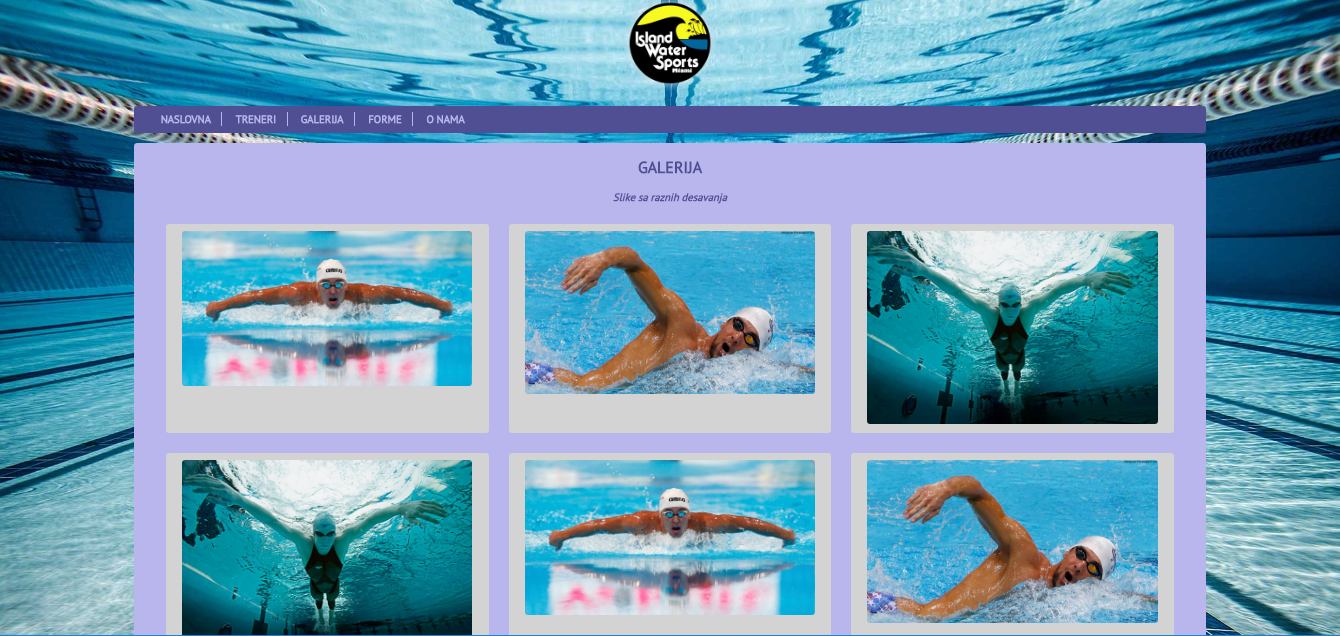 Island
Water
Sports
Miami
NASLOVNA
TRENERI
GALERIJA
FORME
O NAMA
GALERIJA
Slike sa raznih desavanja